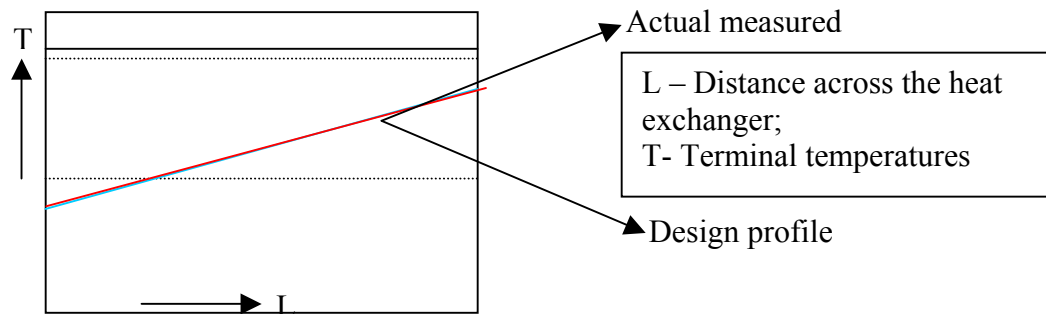 T
Actual measured
L – Distance across the heat
exchanger;
T- Terminal temperatures
Design profile
L